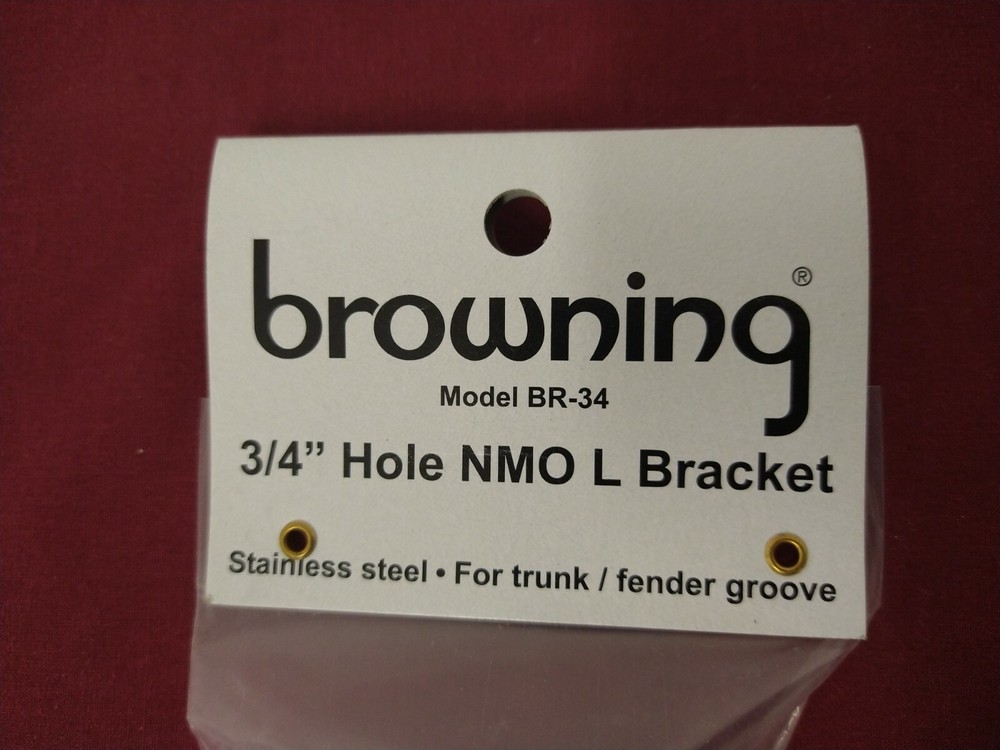 browning®
Model BR-34
3/4” Hole NMO L Bracket
Stainless steel • For trunk / fender groove